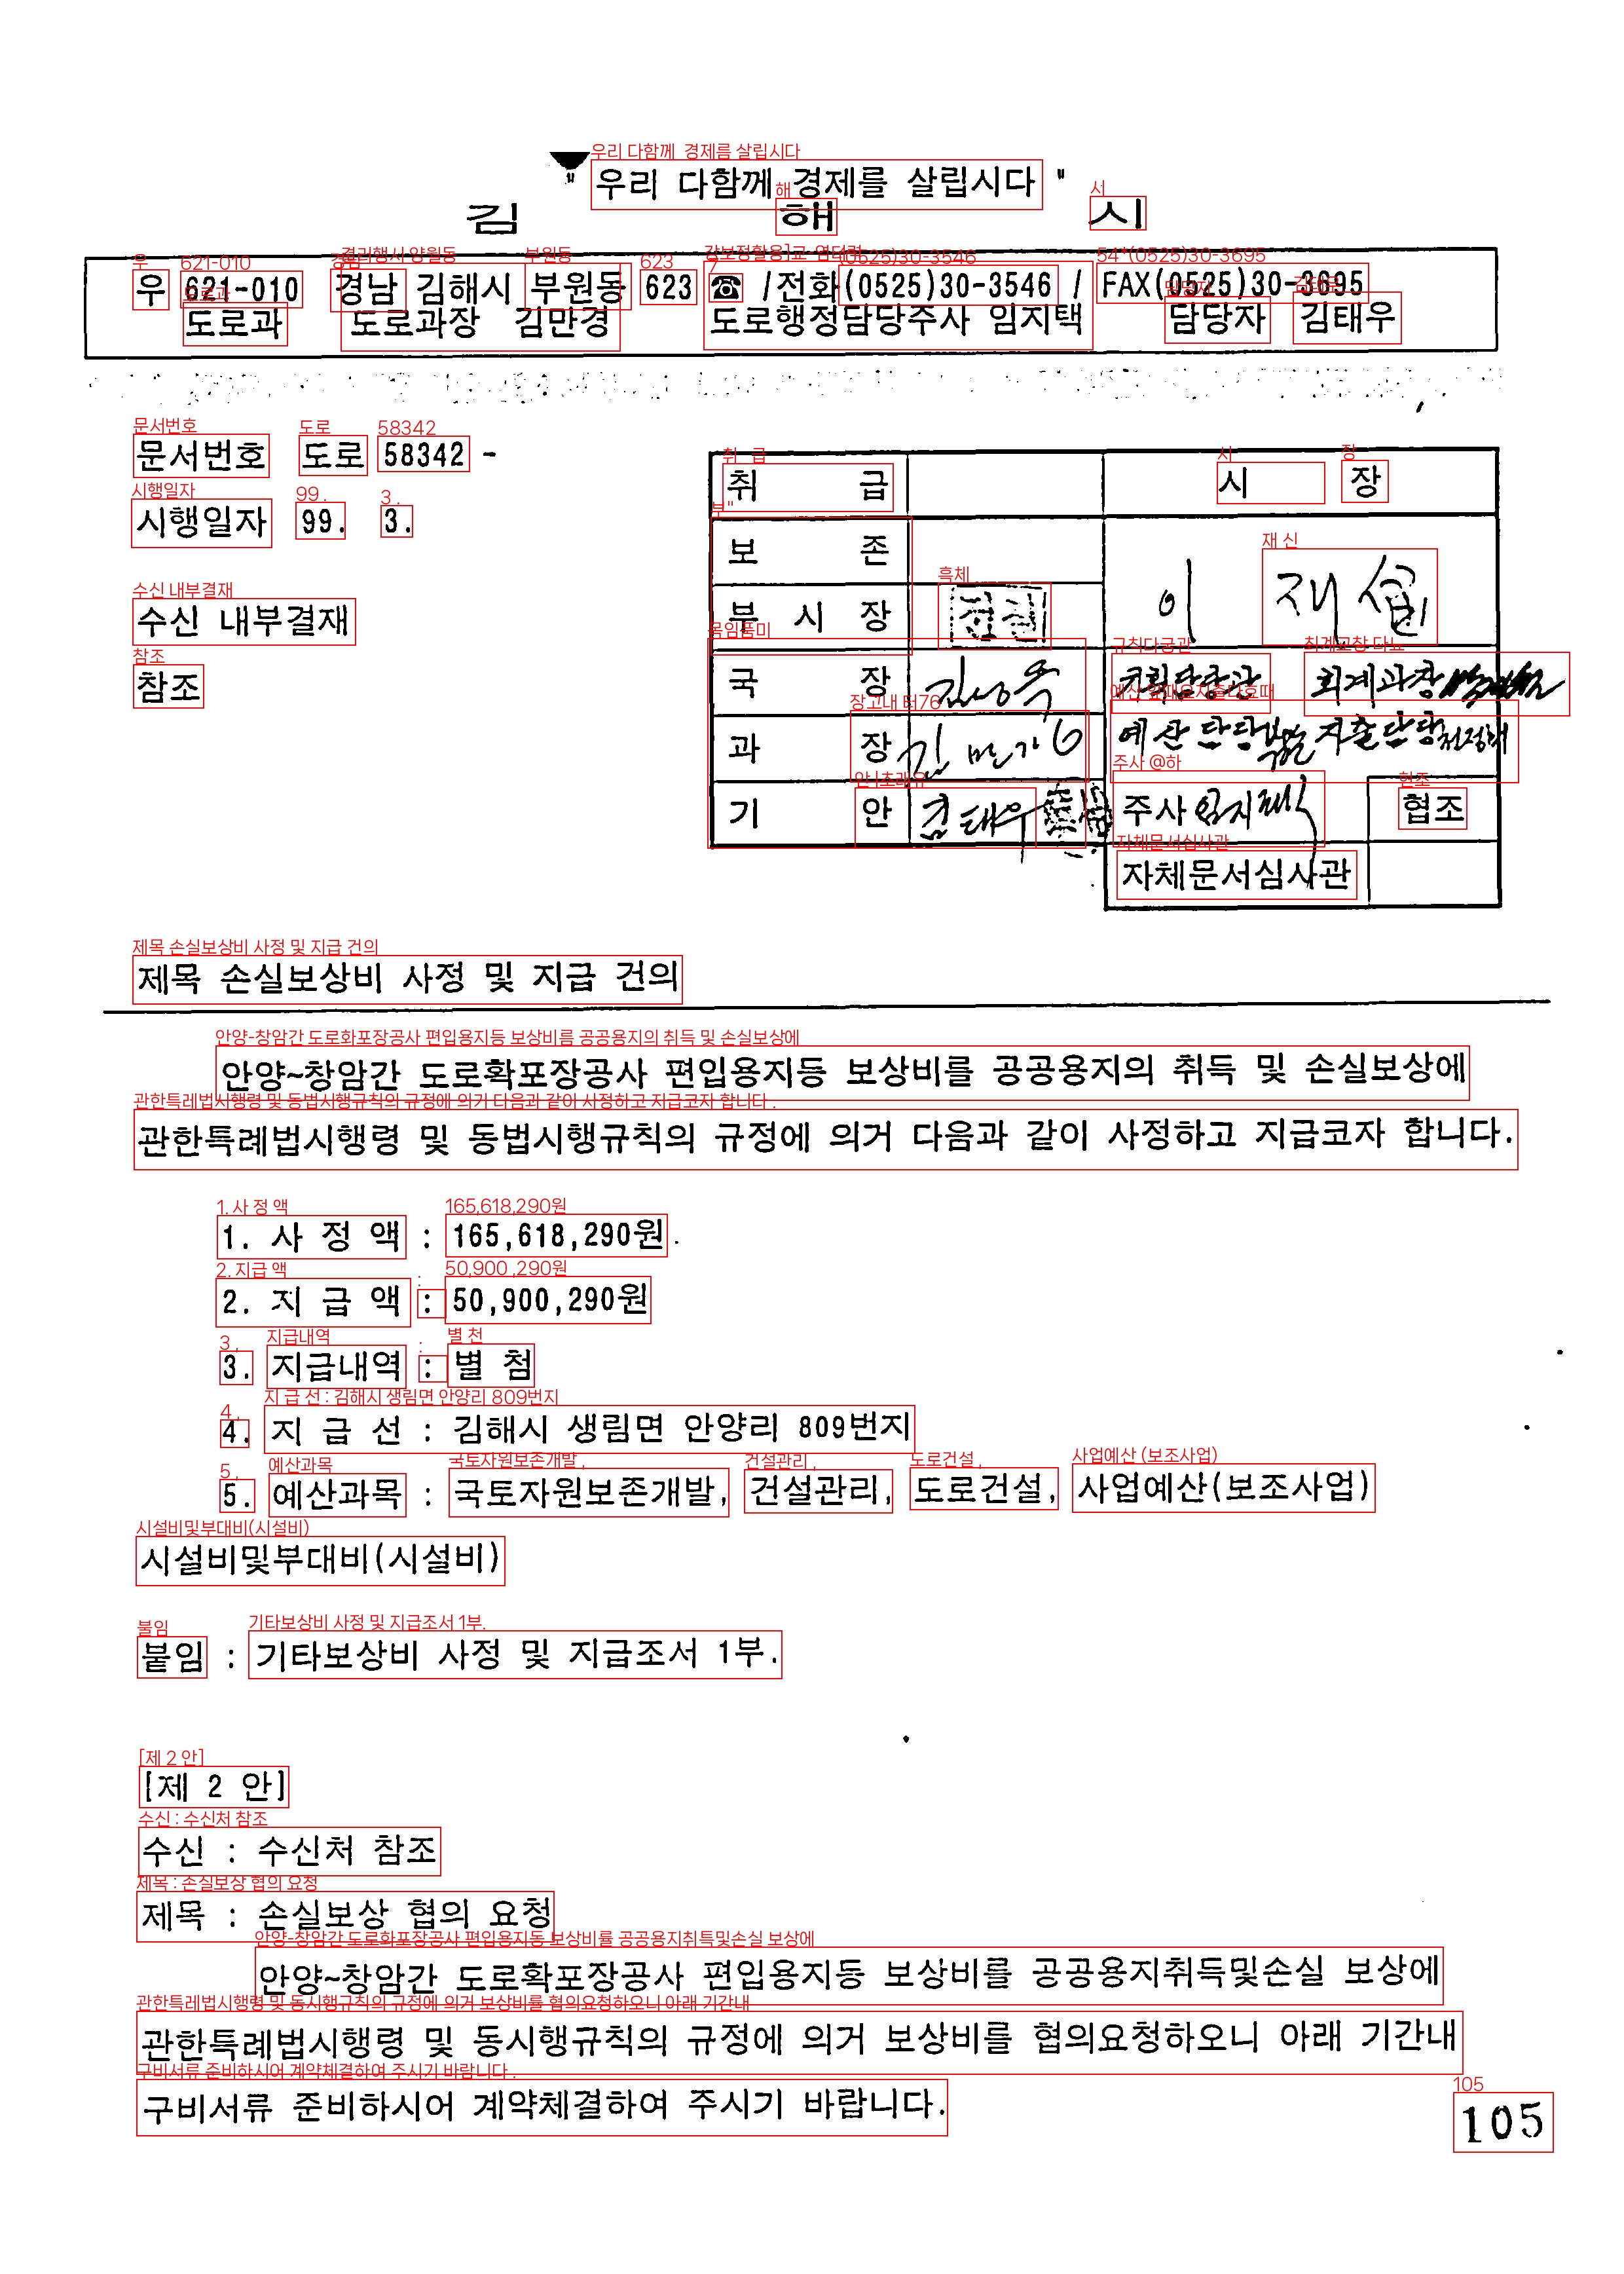 " 우리 다함께 경제를 살립시다 "
김 해 시
우 621-010 경남 김해시 부원동 623 ☎ /전화(0525)30-3546 / FAX(0525)30-3695
도로과 도로과장 김만경 도로행정담당주사 임지택 담당자 김태우
문서번호 도로 58342 -
시행일자 99. 3.
수신 내부결재
참조
취 급 시 장
보 존
부 시 장 이 재
국 장 기획담당관 회계과장
과 장 김 예산담당 지출담당
기 안 김태우 주사 임지택 협조
자체문서심사관
제목 손실보상비 사정 및 지급 건의
안양~창암간 도로확포장공사 편입용지등 보상비를 공공용지의 취득 및 손실보상에
관한특례법시행령 및 동법시행규칙의 규정에 의거 다음과 같이 사정하고 지급코자 합니다.
1. 사 정 액 : 165,618,290원.
2. 지 급 액 : 50,900,290원
3. 지급내역 : 별 첨
4. 지 급 선 : 김해시 생림면 안양리 809번지
5. 예산과목 : 국토자원보존개발, 건설관리, 도로건설, 사업예산(보조사업)
시설비및부대비(시설비)
붙임 : 기타보상비 사정 및 지급조서 1부.
[제 2 안]
수신 : 수신처 참조
제목 : 손실보상 협의 요청
안양~창암간 도로확포장공사 편입용지등 보상비를 공공용지취득및손실 보상에
관한특례법시행령 및 동시행규칙의 규정에 의거 보상비를 협의요청하오니 아래 기간내
구비서류 준비하시어 계약체결하여 주시기 바랍니다.
105